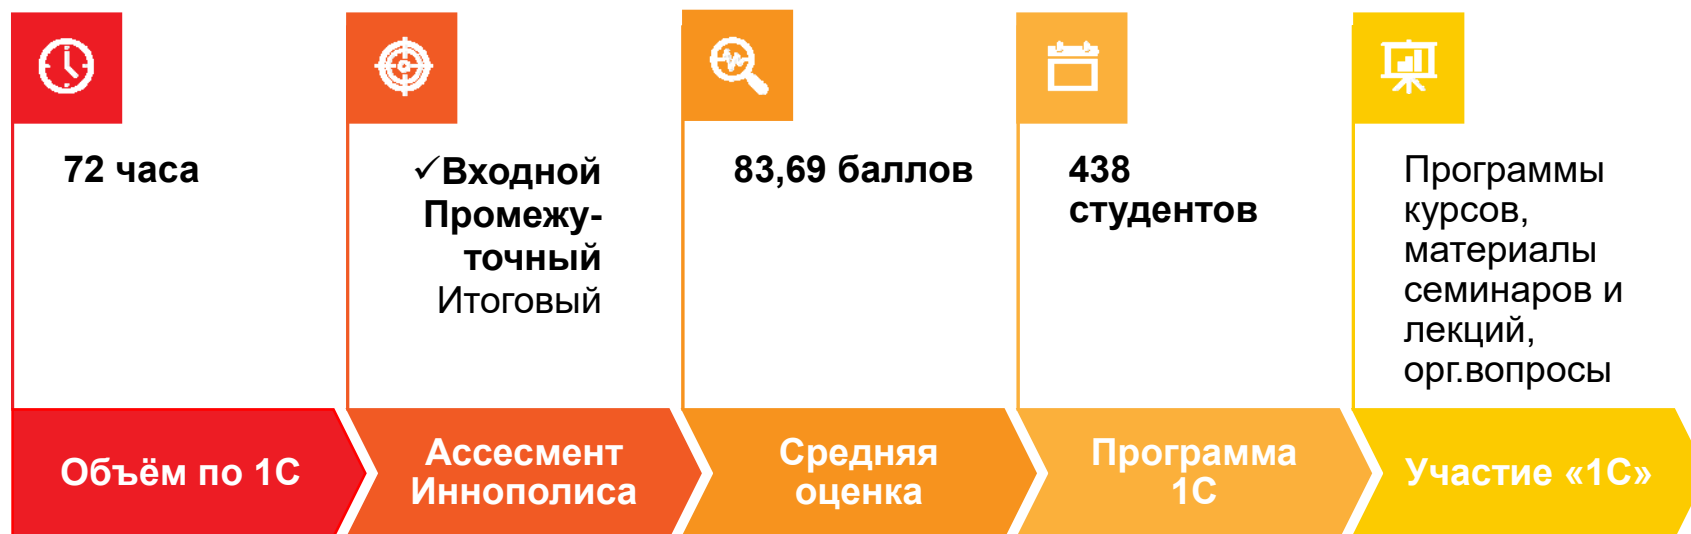 72 часа
✓Входной
Промежу-
точный
Итоговый
83,69 баллов
438
студентов
Программы
курсов,
материалы
семинаров и
лекций,
орг.вопросы
Объём по 1С
Ассесмент
Иннополиса
Средняя
оценка
Программа
1С
Участие «1С»